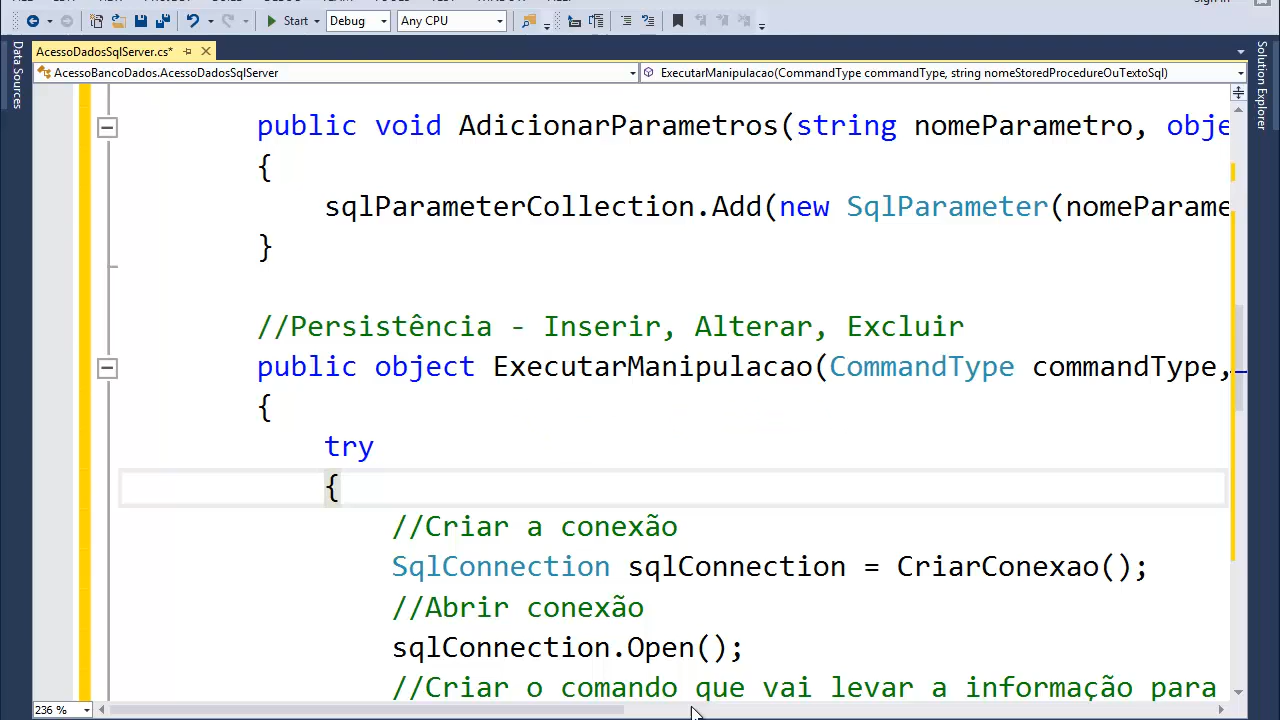 Start
Debug
Any CPU
AcessoDadosSqlServer.cs*
Data Sources
Solution Explorer
AcessoBancoDados.AcessoDadosSqlServer
ExecutarManipulacao(CommandType commandType, string nomeStoredProcedureOuTextoSql)
public void AdicionarParametros(string nomeParametro, obje
{
sqlParameterCollection.Add(new SqlParameter(nomeParame
}
//Persistência - Inserir, Alterar, Excluir
public object ExecutarManipulacao(CommandType commandType,
{
try
{
//Criar a conexão
SqlConnection sqlConnection = CriarConexao();
//Abrir conexão
sqlConnection.Open();
//Criar o comando que vai levar a informação para
236 %